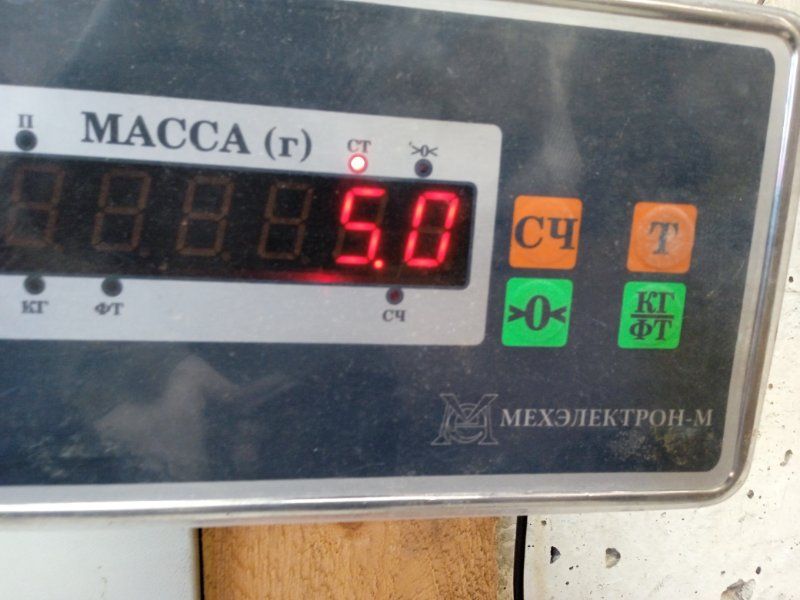 П
МАССА (г)
СТ
>0<
5.0
КГ
ФТ
СЧ
СЧ
Т
>0<
КГ
ФТ
МЕХЭЛЕКТРОН-М